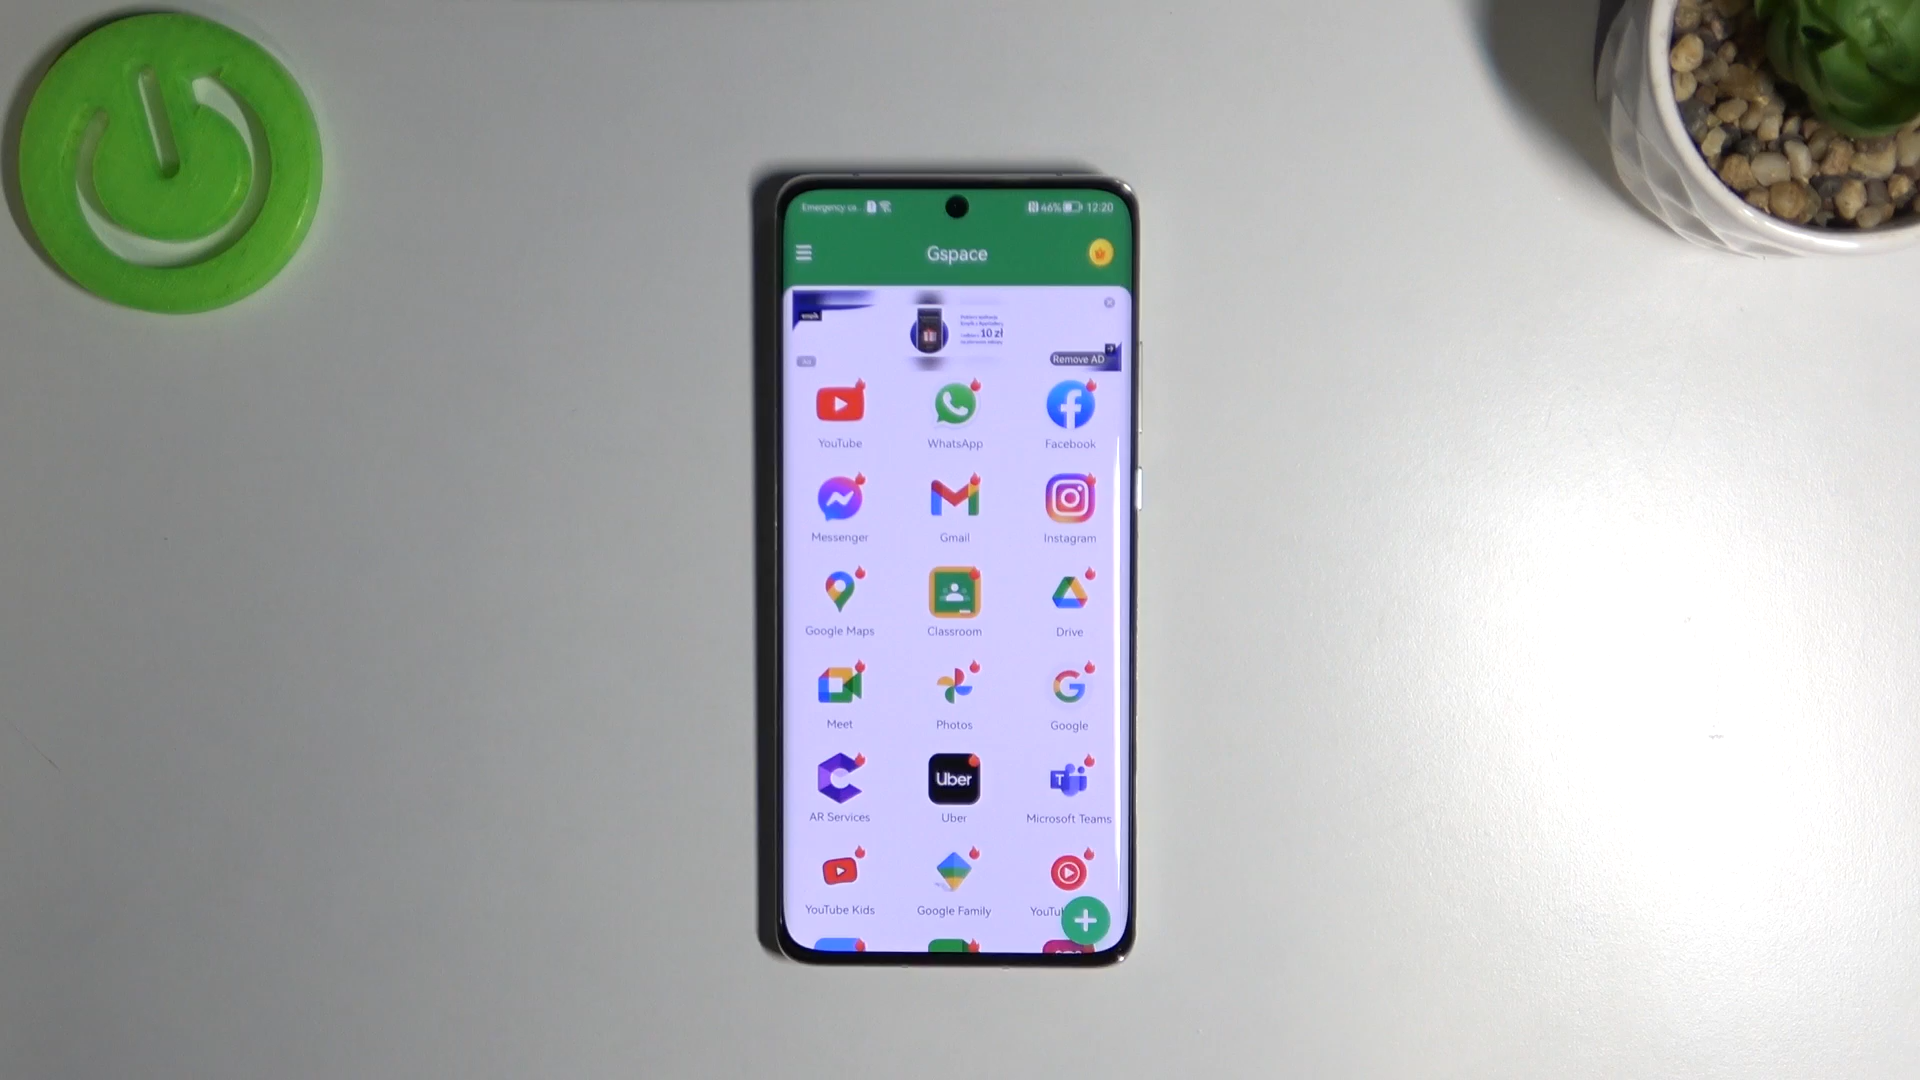 Emergency ca... 46% 12:20
Gspace
10 zł
Remove AD
YouTube WhatsApp Facebook
Messenger Gmail Instagram
Google Maps Classroom Drive
Meet Photos Google
Uber
AR Services Uber Microsoft Teams
YouTube Kids Google Family YouTu